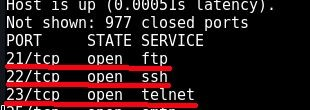 Host is up (0.00051s latency).
Not shown: 977 closed ports
PORT STATE SERVICE
21/tcp open ftp
22/tcp open ssh
23/tcp open telnet